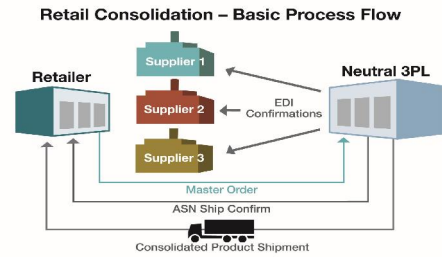 Retail Consolidation – Basic Process Flow
Supplier 1
Retailer
Neutral 3PL
Supplier 2
EDI
Confirmations
Supplier 3
Master Order
ASN Ship Confirm
Consolidated Product Shipment